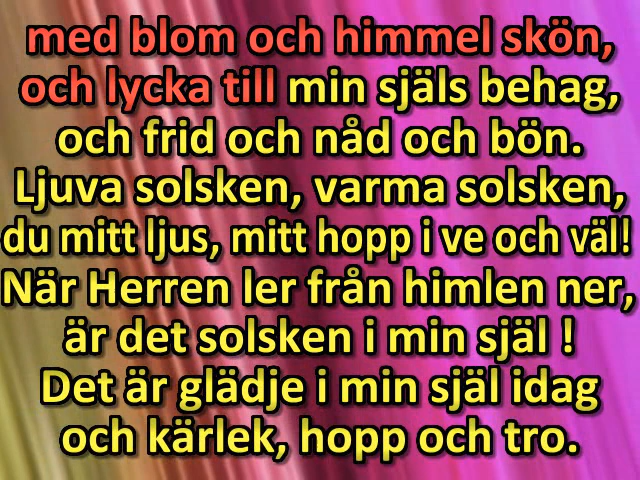 med blom och himmel skön,
och lycka till min själs behag,
och frid och nåd och bön.
Ljuva solsken, varma solsken,
du mitt ljus, mitt hopp i ve och väl!
När Herren ler från himlen ner,
är det solsken i min själ !
Det är glädje i min själ idag
och kärlek, hopp och tro.